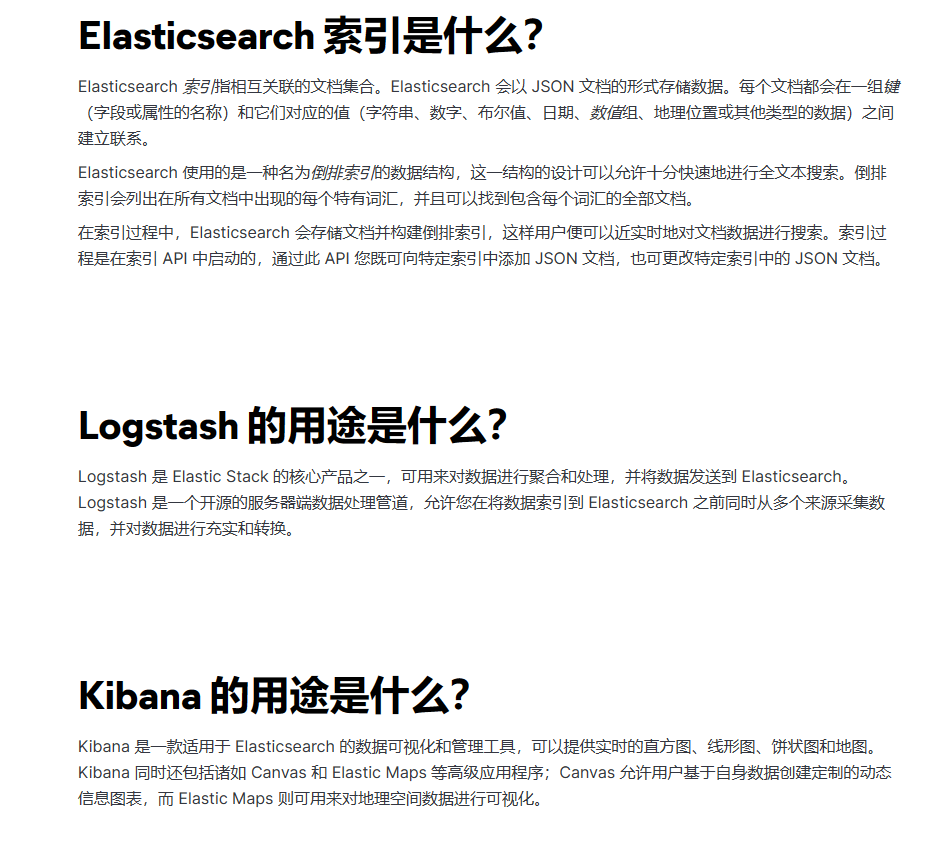 Elasticsearch 索引是什么？
Elasticsearch 索引指相互关联的文档集合。Elasticsearch 会以 JSON 文档的形式存储数据。每个文档都会在一组键
（字段或属性的名称）和它们对应的值（字符串、数字、布尔值、日期、数值组、地理位置或其他类型的数据）之间
建立联系。
Elasticsearch 使用的是一种名为倒排索引的数据结构，这一结构的设计可以允许十分快速地进行全文本搜索。倒排
索引会列出在所有文档中出现的每个特有词汇，并且可以找到包含每个词汇的全部文档。
在索引过程中，Elasticsearch 会存储文档并构建倒排索引，这样用户便可以近实时地对文档数据进行搜索。索引过
程是在索引 API 中启动的，通过此 API 您既可向特定索引中添加 JSON 文档，也可更改特定索引中的 JSON 文档。
Logstash 的用途是什么？
Logstash 是 Elastic Stack 的核心产品之一，可用来对数据进行聚合和处理，并将数据发送到 Elasticsearch。
Logstash 是一个开源的服务器端数据处理管道，允许您在将数据索引到 Elasticsearch 之前同时从多个来源采集数
据，并对数据进行充实和转换。
Kibana 的用途是什么？
Kibana 是一款适用于 Elasticsearch 的数据可视化和管理工具，可以提供实时的直方图、线形图、饼状图和地图。
Kibana 同时还包括诸如 Canvas 和 Elastic Maps 等高级应用程序；Canvas 允许用户基于自身数据创建定制的动态
信息图表，而 Elastic Maps 则可用来对地理空间数据进行可视化。